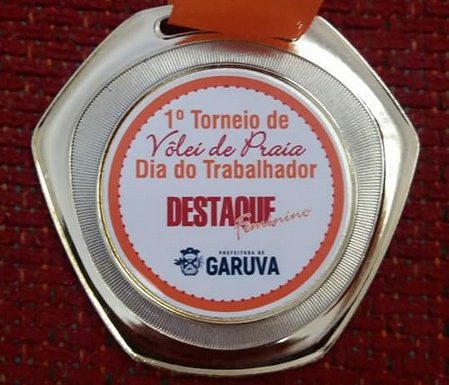 1º Torneio de
Vôlei de Praia
Dia do Trabalhador
DESTAQUE
Feminino
PREFEITURA DE
GARUVA